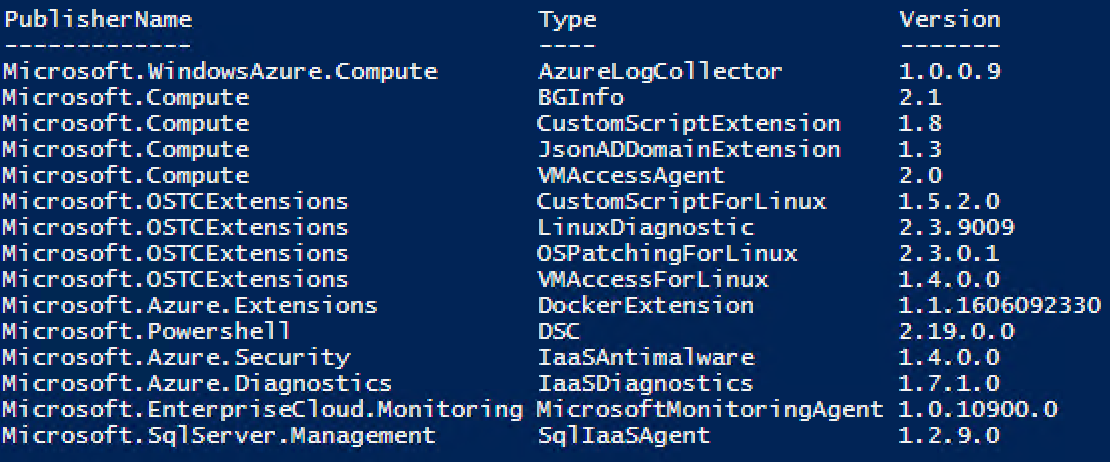 PublisherName Type Version
------------- ---- -------
Microsoft.WindowsAzure.Compute AzureLogCollector 1.0.0.9
Microsoft.Compute BGInfo 2.1
Microsoft.Compute CustomScriptExtension 1.8
Microsoft.Compute JsonADDomainExtension 1.3
Microsoft.Compute VMAccessAgent 2.0
Microsoft.OSTCExtensions CustomScriptForLinux 1.5.2.0
Microsoft.OSTCExtensions LinuxDiagnostic 2.3.9009
Microsoft.OSTCExtensions OSPatchingForLinux 2.3.0.1
Microsoft.OSTCExtensions VMAccessForLinux 1.4.0.0
Microsoft.Azure.Extensions DockerExtension 1.1.1606092330
Microsoft.Powershell DSC 2.19.0.0
Microsoft.Azure.Security IaaSAntimalware 1.4.0.0
Microsoft.Azure.Diagnostics IaaSDiagnostics 1.7.1.0
Microsoft.EnterpriseCloud.Monitoring MicrosoftMonitoringAgent 1.0.10900.0
Microsoft.SqlServer.Management SqlIaaSAgent 1.2.9.0